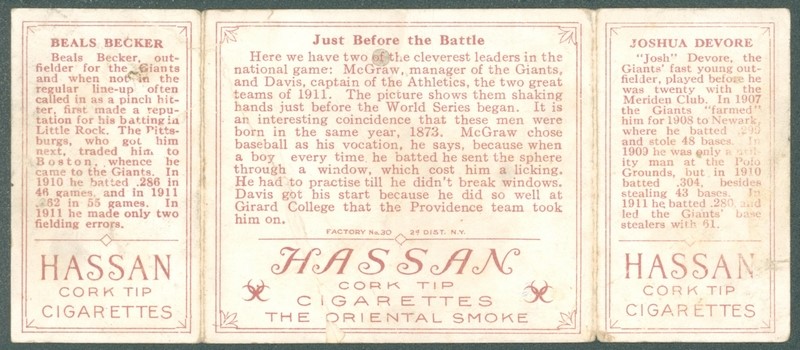 BEALS BECKER
Beals Becker, out-
fielder for the Giants
and when not in the
regular line-up often
called in as a pinch hit-
ter, first made a repu-
tation for his batting in
Little Rock. The Pitts-
burgs, who got him
next, traded him to
Boston, whence he
came to the Giants. In
1910 he batted .286 in
46 games, and in 1911
.262 in 55 games. In
1911 he made only two
fielding errors.
HASSAN
CORK TIP
CIGARETTES
Just Before the Battle
Here we have two of the cleverest leaders in the
national game: McGraw, manager of the Giants,
and Davis, captain of the Athletics, the two great
teams of 1911. The picture shows them shaking
hands just before the World Series began. It is
an interesting coincidence that these men were
born in the same year, 1873. McGraw chose
baseball as his vocation, he says, because when
a boy every time he batted he sent the sphere
through a window, which cost him a licking.
He had to practise till he didn't break windows.
Davis got his start because he did so well at
Girard College that the Providence team took
him on.
FACTORY No. 30 2d DIST. N.Y.
HASSAN
CORK TIP
CIGARETTES
THE ORIENTAL SMOKE
JOSHUA DEVORE
"Josh" Devore, the
Giants' fast young out-
fielder, played before he
was twenty with the
Meriden Club. In 1907
the Giants "farmed"
him for 1908 to Newark,
where he batted
and stole 48 bases. In
1909 he was only a util-
ity man at the Polo
Grounds, but in 1910
batted .304, besides
stealing 43 bases. In
1911 he batted .280 and
led the Giants' base
stealers with 61.
HASSAN
CORK TIP
CIGARETTES